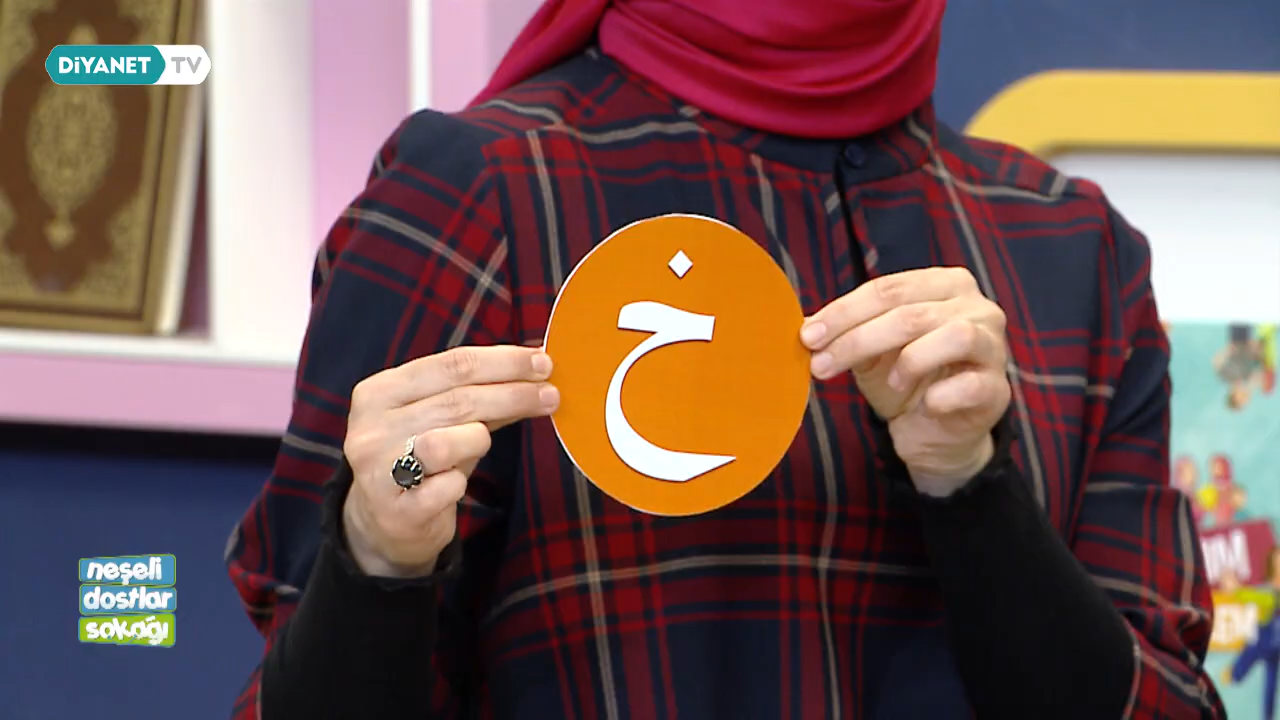 DİYANET TV
خ
neşeli
dostlar
sokağı